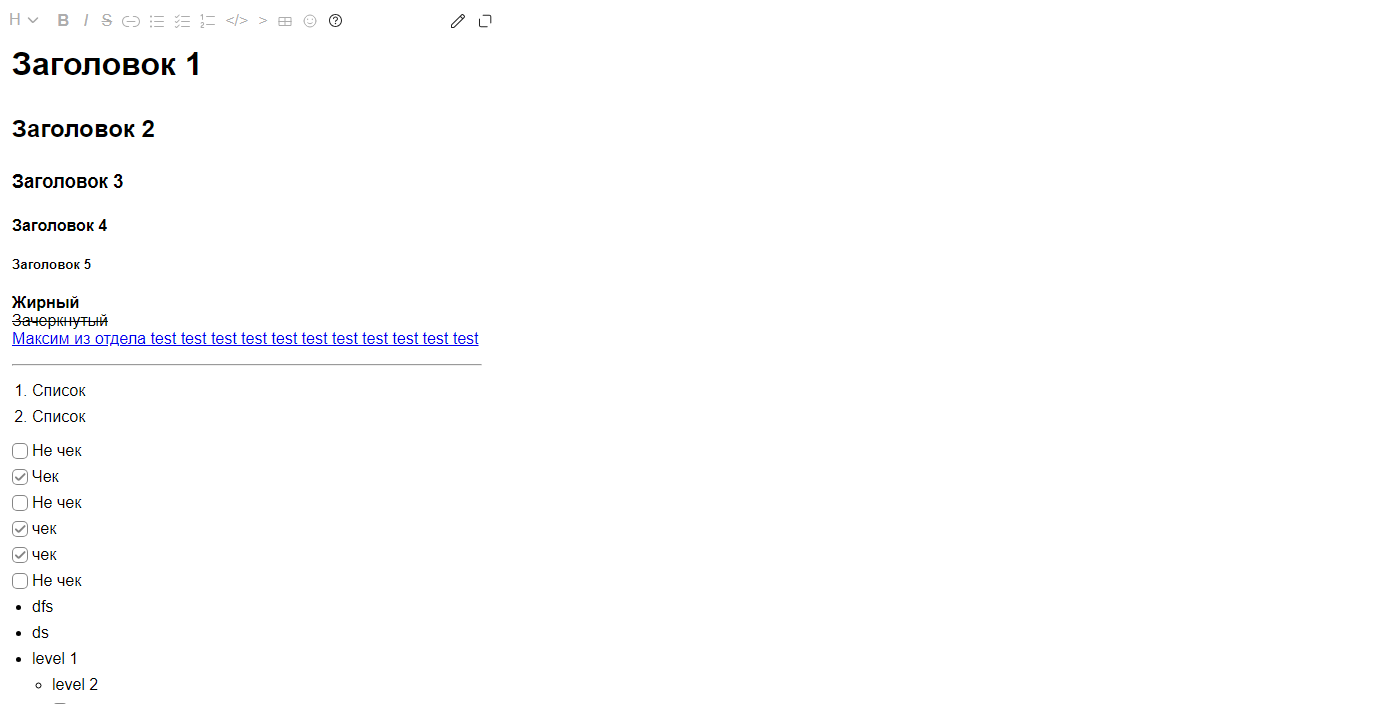 H B I S </> >
Заголовок 1
Заголовок 2
Заголовок 3
Заголовок 4
Заголовок 5
Жирный
Зачеркнутый
Максим из отдела test test test test test test test test test test test
1. Список
2. Список
Не чек
Чек
Не чек
чек
чек
Не чек
• dfs
• ds
• level 1
◦ level 2